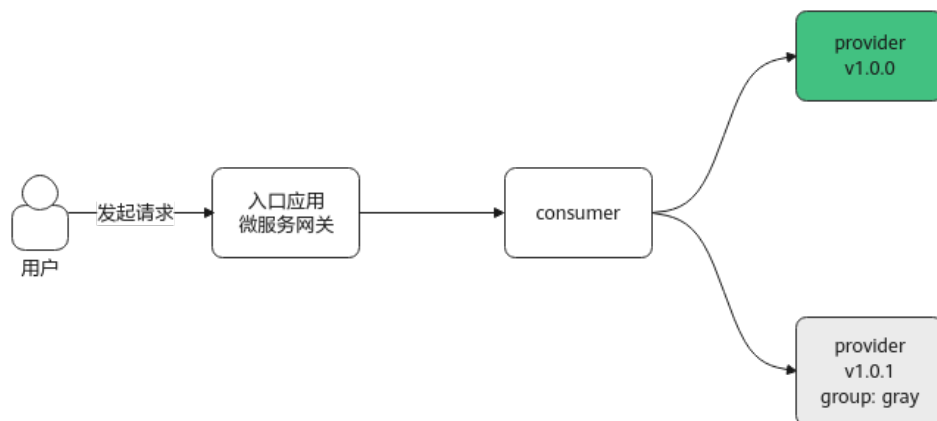 provider
v1.0.0
发起请求
入口应用
微服务网关
consumer
用户
provider
v1.0.1
group: gray